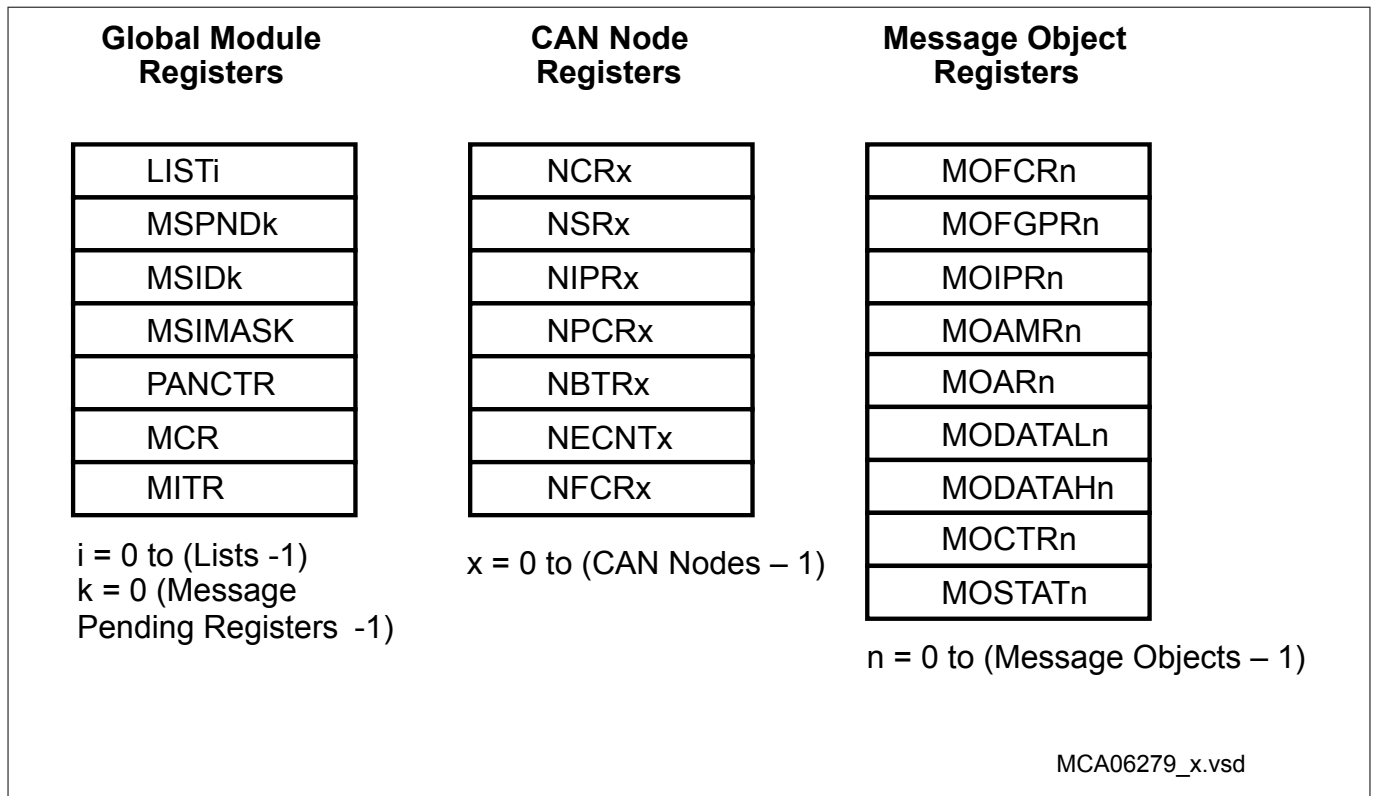 Global Module
Registers
LISTi
MSPNDk
MSIDk
MSIMASK
PANCTR
MCR
MITR
i = 0 to (Lists -1)
k = 0 (Message
Pending Registers -1)
CAN Node
Registers
NCRx
NSRx
NIPRx
NPCRx
NBTRx
NECNTx
NFCRx
x = 0 to (CAN Nodes – 1)
Message Object
Registers
MOFCRn
MOFGPRn
MOIPRn
MOAMRn
MOARn
MODATALn
MODATAHn
MOCTRn
MOSTATn
n = 0 to (Message Objects – 1)
MCA06279_x.vsd